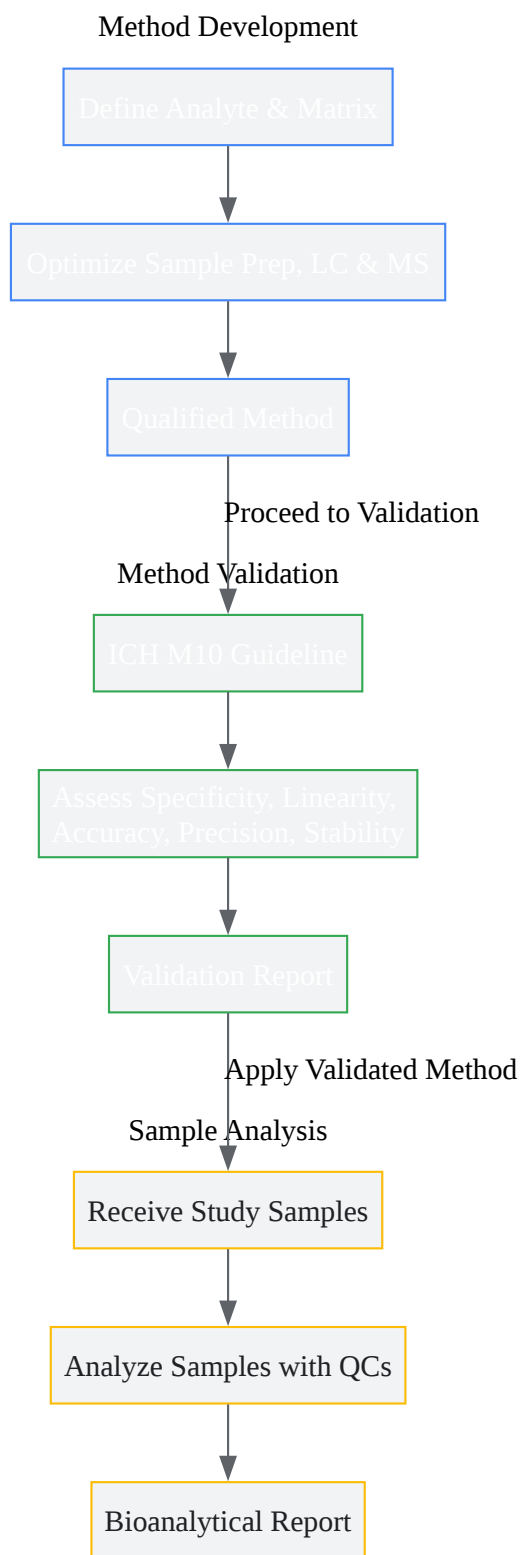 Method Development
Define Analyte & Matrix
Optimize Sample Prep, LC & MS
Qualified Method
Proceed to Validation
Method Validation
ICH M10 Guideline
Assess Specificity, Linearity,
Accuracy, Precision, Stability
Validation Report
Apply Validated Method
Sample Analysis
Receive Study Samples
Analyze Samples with QCs
Bioanalytical Report